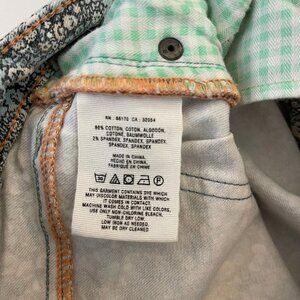 RN : 66170 CA : 30054
98% COTTON, COTON, ALGODÓN,
COTONE, BAUMWOLLE
2% SPANDEX, SPANDEX, SPANDEX,
SPANDEX
MADE IN CHINA
HECHO EN CHINA
FABRIQUÉ EN CHINE
30
THIS GARMENT CONTAINS DYE WHICH
MAY DISCOLOR MATERIALS WITH WHICH
IT COMES IN CONTACT
MACHINE WASH COLD WITH LIKE COLORS.
USE ONLY NON-CHLORINE BLEACH.
TUMBLE DRY LOW.
LOW IRON AS NEEDED.
MAY BE DRY CLEANED